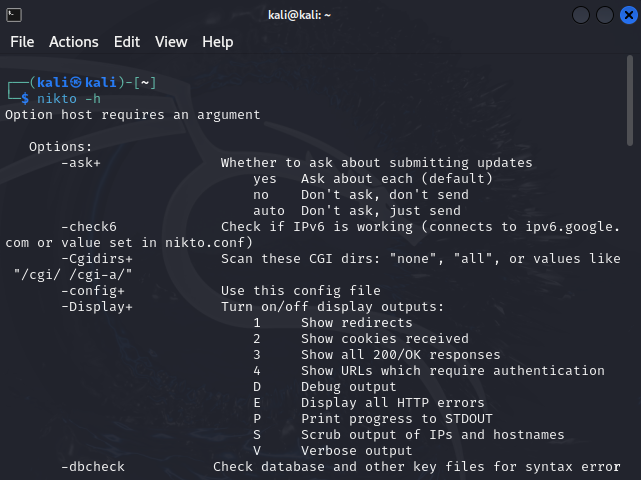 kali@kali: ~
File Actions Edit View Help
┌──(kali㉿kali)-[~]
└─$ nikto -h
Option host requires an argument
Options:
-ask+ Whether to ask about submitting updates
yes Ask about each (default)
no Don't ask, don't send
auto Don't ask, just send
-check6 Check if IPv6 is working (connects to ipv6.google.
com or value set in nikto.conf)
-Cgidirs+ Scan these CGI dirs: "none", "all", or values like
"/cgi/ /cgi-a/"
-config+ Use this config file
-Display+ Turn on/off display outputs:
1 Show redirects
2 Show cookies received
3 Show all 200/OK responses
4 Show URLs which require authentication
D Debug output
E Display all HTTP errors
P Print progress to STDOUT
S Scrub output of IPs and hostnames
V Verbose output
-dbcheck Check database and other key files for syntax error